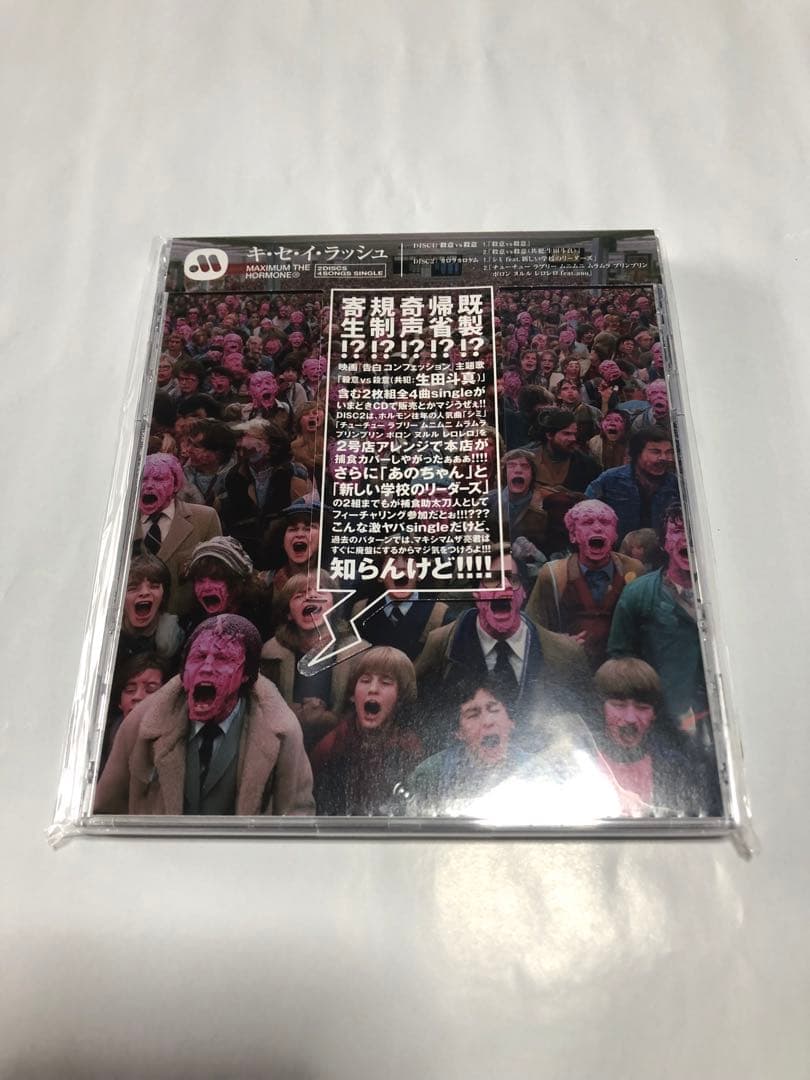 キ・セ・イ・ラッシュ
MAXIMUM THE HORMONE
2DISCS
4SONGS SINGLE
DISC1: 殺意vs殺意
1.「殺意vs殺意」
2.「殺意vs殺意(共犯:生田斗真)」
1.「シミ feat. 新しい学校のリーダーズ」
2.「チューチュー ラブリー ムニムニ ムラムラ プリンプリン
ボロン ヌルル レロレロ feat.ano」
既製!?
帰省!?
奇声!?
規制!?
寄生!?
映画『告白 コンフェッション』主題歌
「殺意vs殺意(共犯:生田斗真)」
含む2枚組全4曲singleが
いまどきCDで販売とかマジうぜぇ!!
DiSC2は、ホルモン往年の人気曲「シミ」
「チューチュー ラブリー ムニムニ ムラムラ
プリンプリン ボロン ヌルル レロレロ」を
2号店アレンジで本店が
捕食カバーしやがったぁぁぁ!!!!
さらに「あのちゃん」と
「新しい学校のリーダーズ」
の2組までもが捕食助太刀人として
フィーチャリング参加だとぉ!!!???
こんな激ヤバsingleだけど、
過去のパターンでは、マキシマムザ亮君は
すぐに廃盤にするからマジ気をつけろよ!!!
知らんけど!!!!